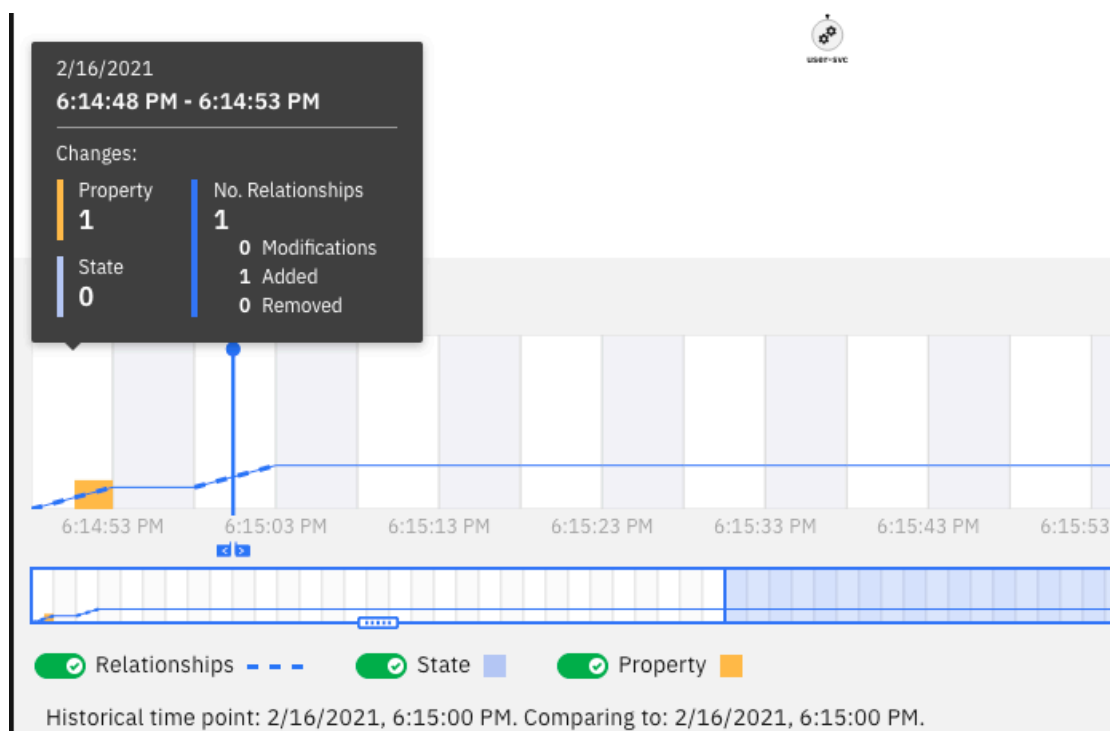 user-svc
2/16/2021
6:14:48 PM - 6:14:53 PM
Changes:
Property
1
State
0
No. Relationships
1
0 Modifications
1 Added
0 Removed
6:14:53 PM 6:15:03 PM 6:15:13 PM 6:15:23 PM 6:15:33 PM 6:15:43 PM 6:15:53
Relationships State Property
Historical time point: 2/16/2021, 6:15:00 PM. Comparing to: 2/16/2021, 6:15:00 PM.